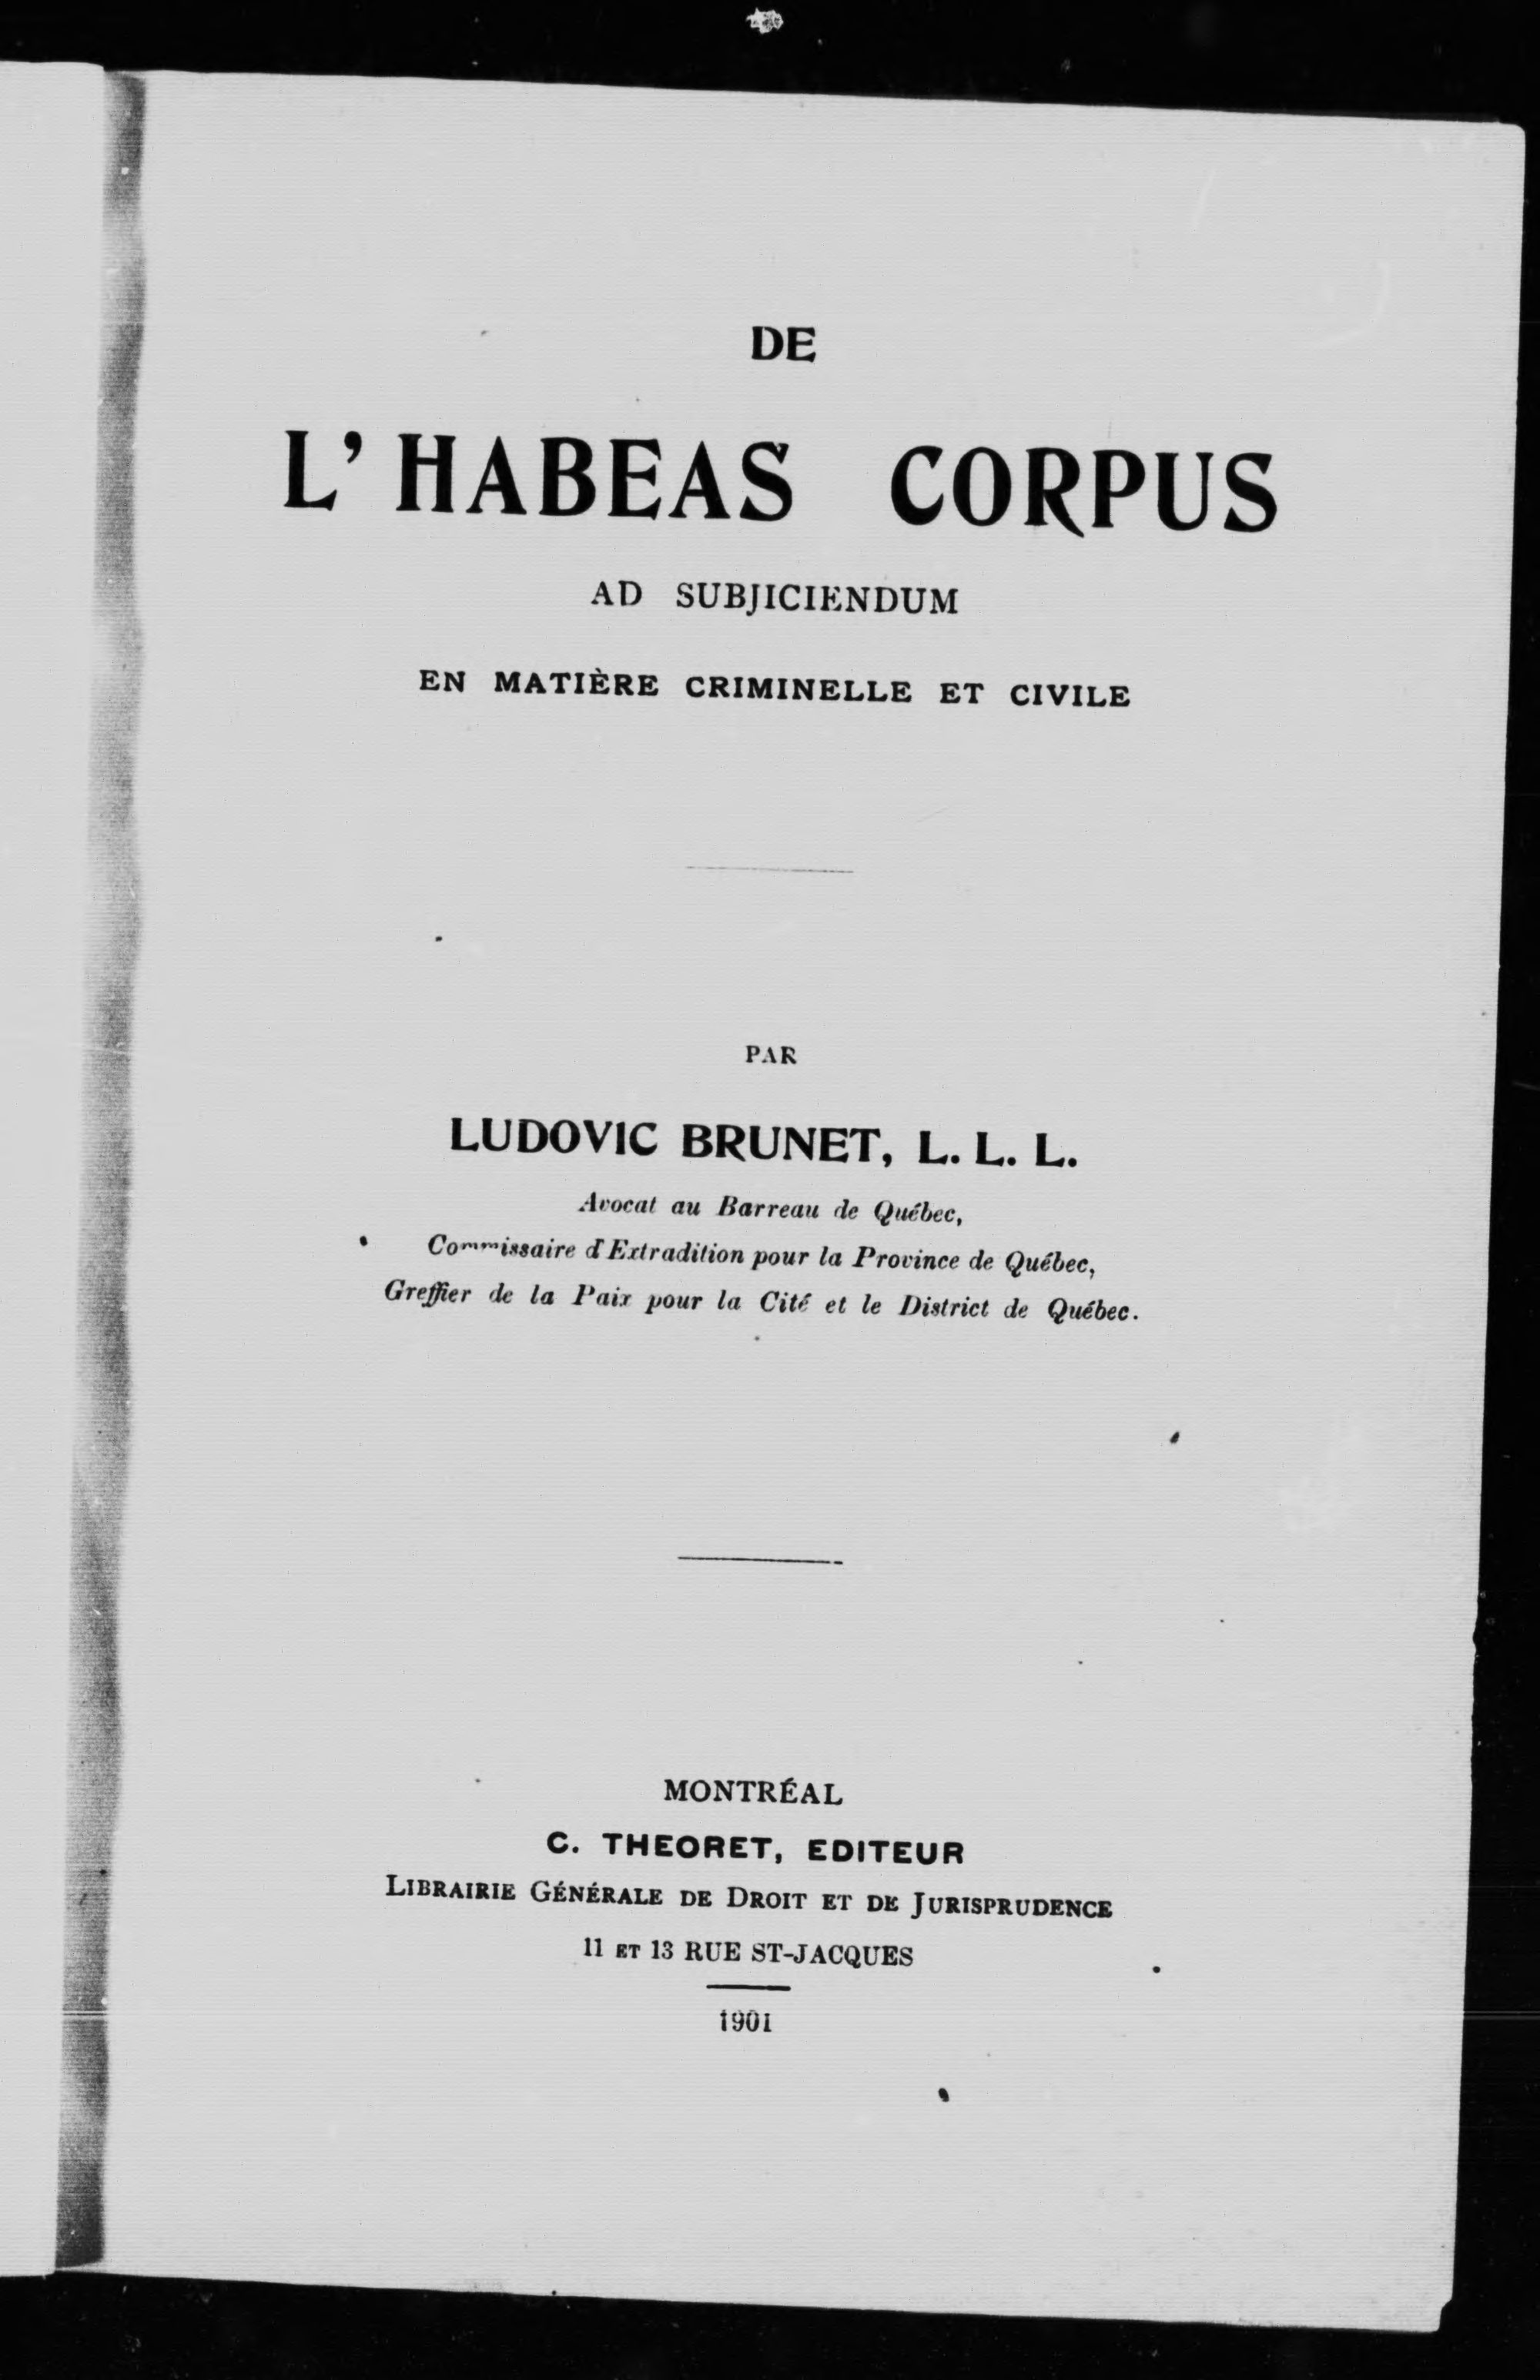 DE
L' HABEAS CORPUS
AD SUBJICIENDUM
EN MATIÈRE CRIMINELLE ET CIVILE
PAR
LUDOVIC BRUNET, L. L. L.
Avocat au Barreau de Québec,
Commissaire d'Extradition pour la Province de Québec,
Greffier de la Paix pour la Cité et le District de Québec.
MONTRÉAL
C. THEORET, EDITEUR
LIBRAIRIE GÉNÉRALE DE DROIT ET DE JURISPRUDENCE
11 ET 13 RUE ST-JACQUES
1901